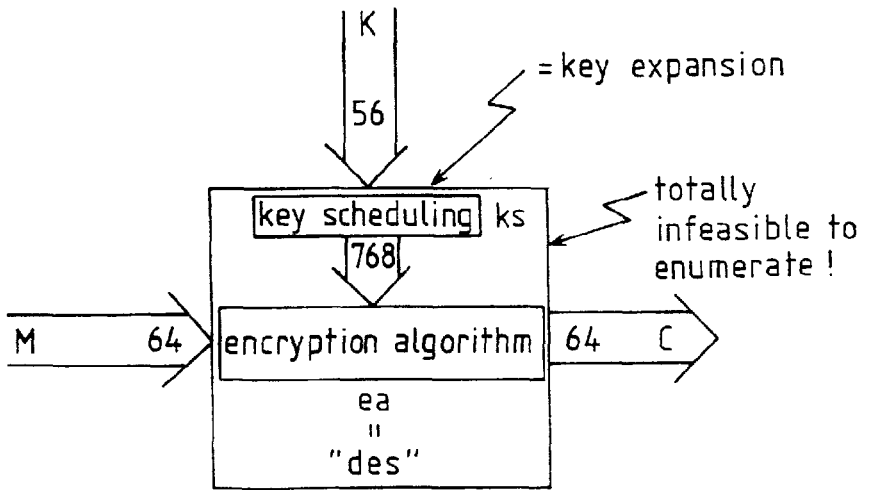 K
56
= key expansion
key scheduling ks
768
totally
infeasible to
enumerate !
M 64 encryption algorithm 64 C
ea
=
"des"